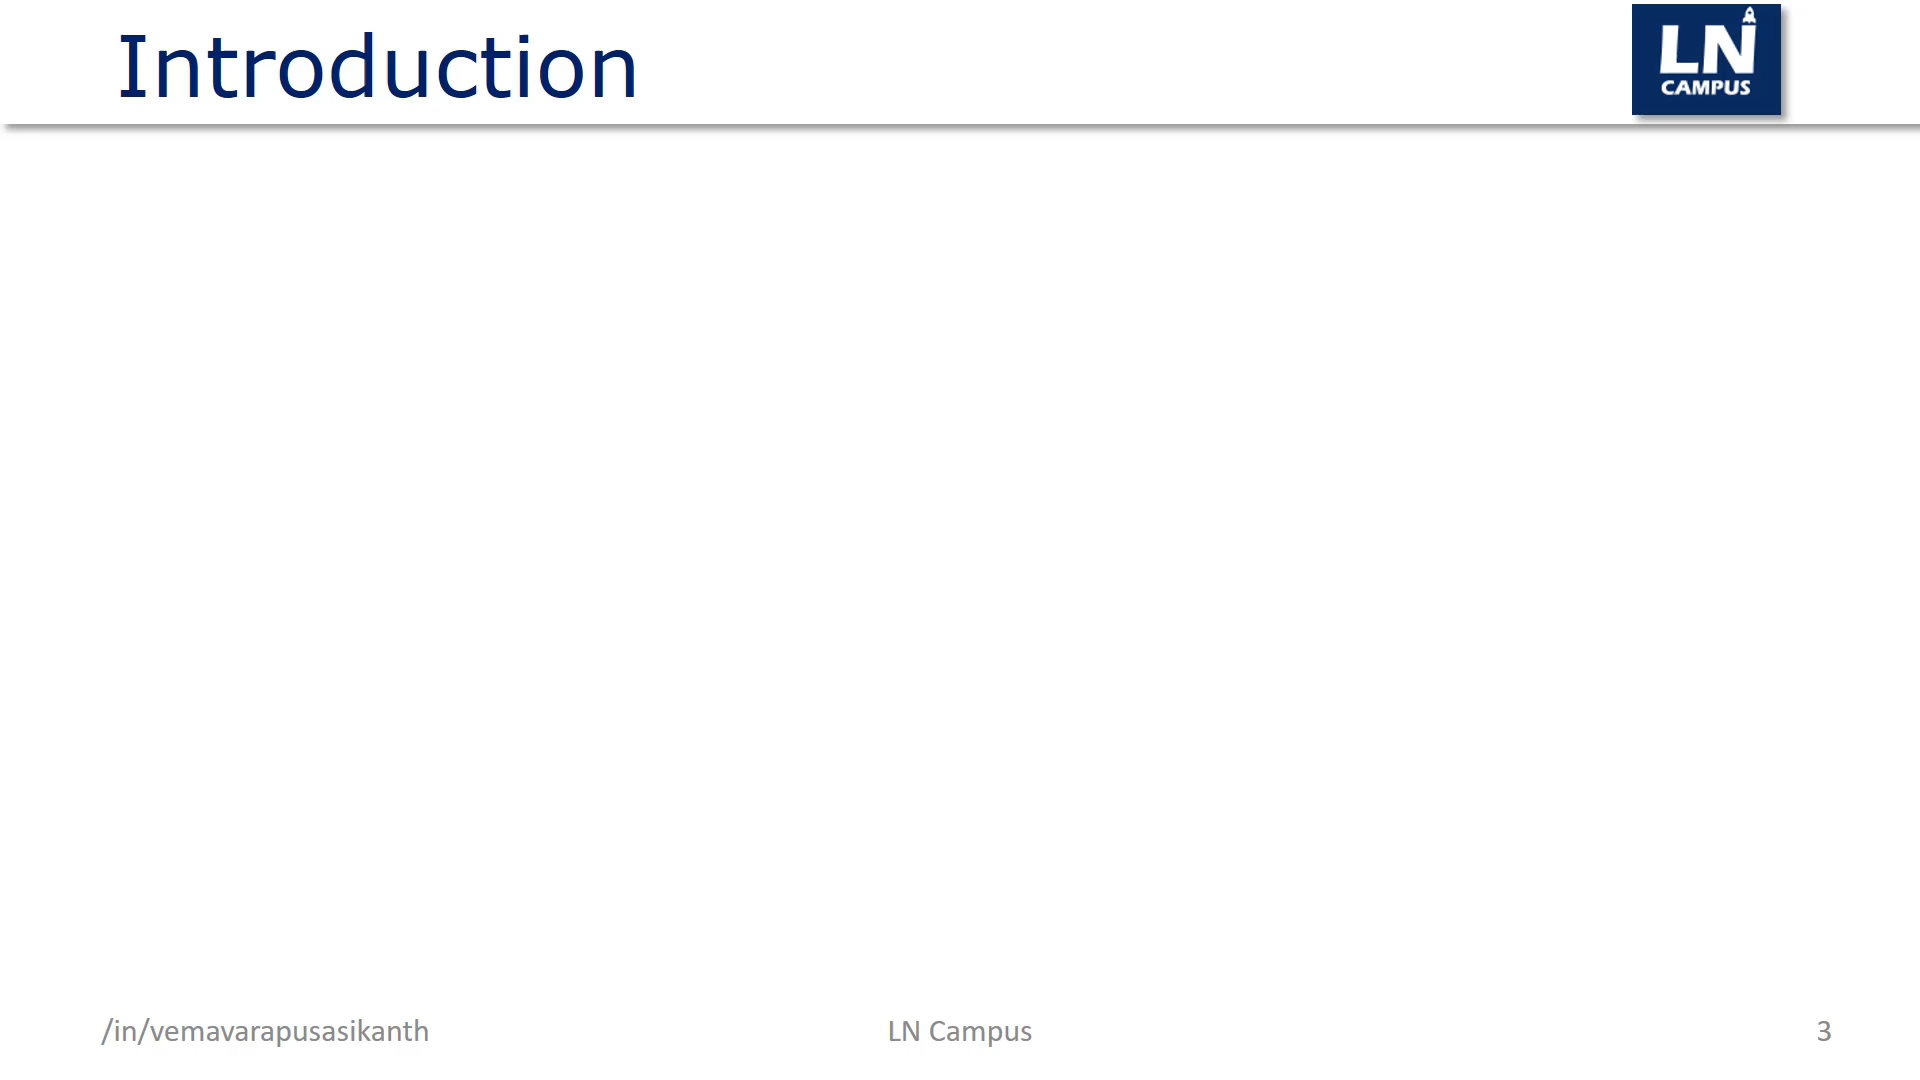 Introduction
LN
CAMPUS
/in/vemavarapusasikanth
LN Campus
3